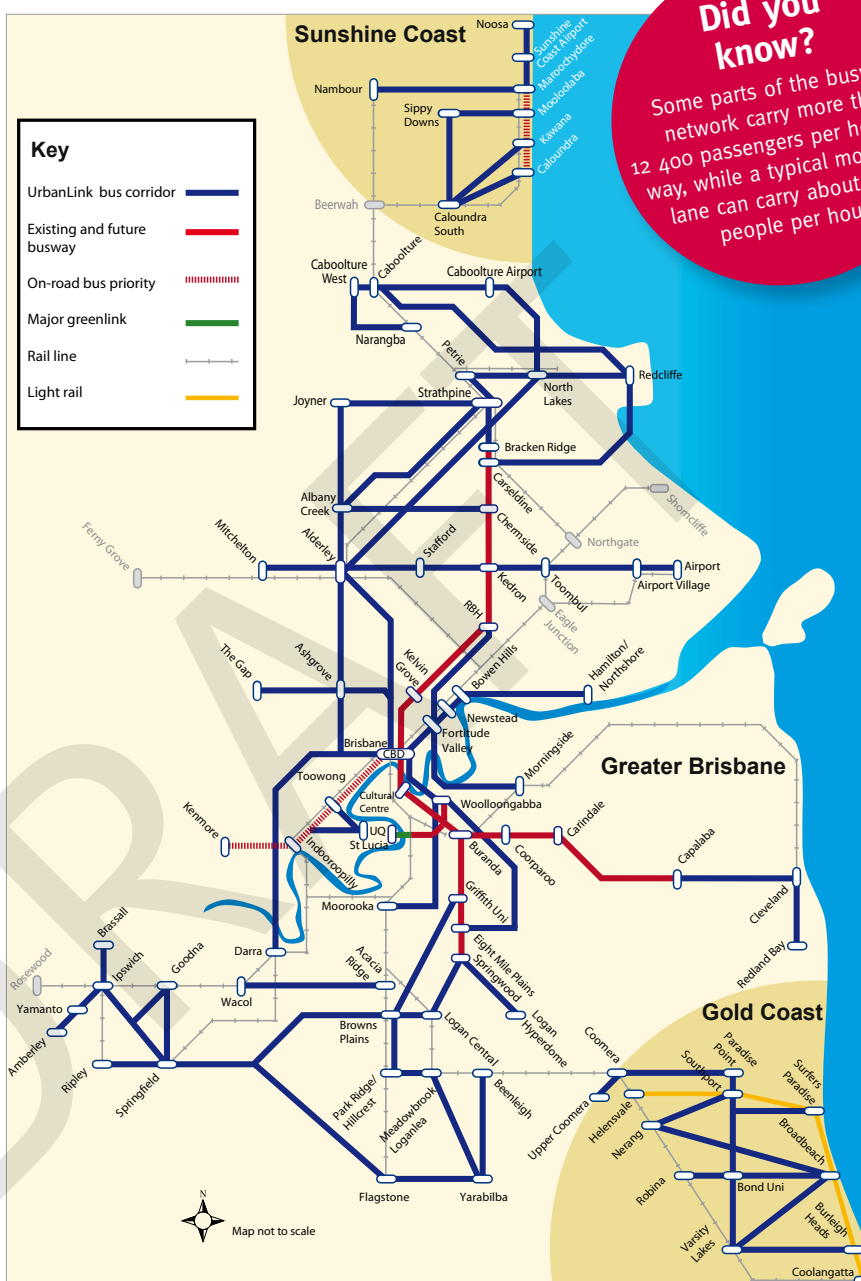 Sunshine Coast
Noosa
Sunshine
Coast Airport
Maroochydore
Nambour
Mooloolaba
Sippy
Downs
Kawana
Caloundra
Beerwah
Caloundra
South
Did you
know?
Some parts of the
network carry more
12 400 passengers per
way, while a typical
lane can carry about
people per
Key
UrbanLink bus corridor
Existing and future
busway
On-road bus priority
Major greenlink
Rail line
Light rail
Caboolture
West
Caboolture
Caboolture Airport
Narangba
Petrie
Redcliffe
North
Lakes
Strathpine
Joyner
Bracken Ridge
Carseldine
Albany
Creek
Chermside
Shorncliffe
Northgate
Ferny Grove
Mitchelton
Alderley
Stafford
Kedron
Toombul
Airport
Airport Village
Eagle
Junction
RBH
The Gap
Ashgrove
Kelvin
Grove
Bowen Hills
Hamilton/
Northshore
Newstead
Fortitude
Valley
Brisbane
CBD
Morningside
Greater Brisbane
Toowong
Cultural
Centre
Woolloongabba
Kenmore
Indooroopilly
UQ
St Lucia
Buranda
Coorparoo
Carindale
Capalaba
Cleveland
Redland Bay
Moorooka
Griffith Uni
Eight Mile Plains
Springwood
Logan
Hyperdome
Darra
Acacia
Ridge
Brassall
Rosewood
Ipswich
Goodna
Wacol
Yamanto
Amberley
Ripley
Springfield
Browns
Plains
Logan Central
Park Ridge/
Hillcrest
Meadowbrook
Loganlea
Beenleigh
Flagstone
Yarabilba
Gold Coast
Coomera
Upper Coomera
Helensvale
Paradise
Point
Southport
Surfers
Paradise
Nerang
Broadbeach
Robina
Bond Uni
Burleigh
Heads
Varsity
Lakes
Coolangatta
N
Map not to scale
DRAFT